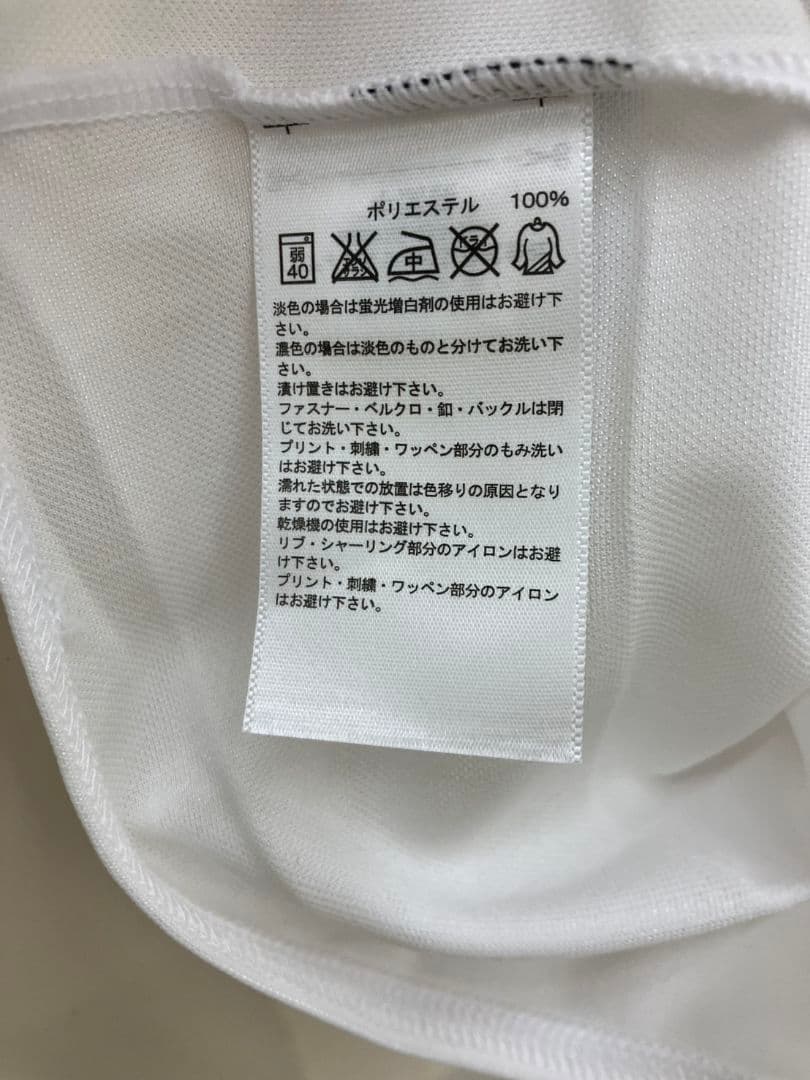 ポリエステル 100%
弱
40
エンソ
サラシ
中
ドライ
淡色の場合は蛍光増白剤の使用はお避け下
さい。
濃色の場合は淡色のものと分けてお洗い下
さい。
漬け置きはお避け下さい。
ファスナー・ベルクロ・釦・バックルは閉
じてお洗い下さい。
プリント・刺繍・ワッペン部分のもみ洗い
はお避け下さい。
濡れた状態での放置は色移りの原因となり
ますのでお避け下さい。
乾燥機の使用はお避け下さい。
リブ・シャーリング部分のアイロンはお避
け下さい。
プリント・刺繍・ワッペン部分のアイロン
はお避け下さい。